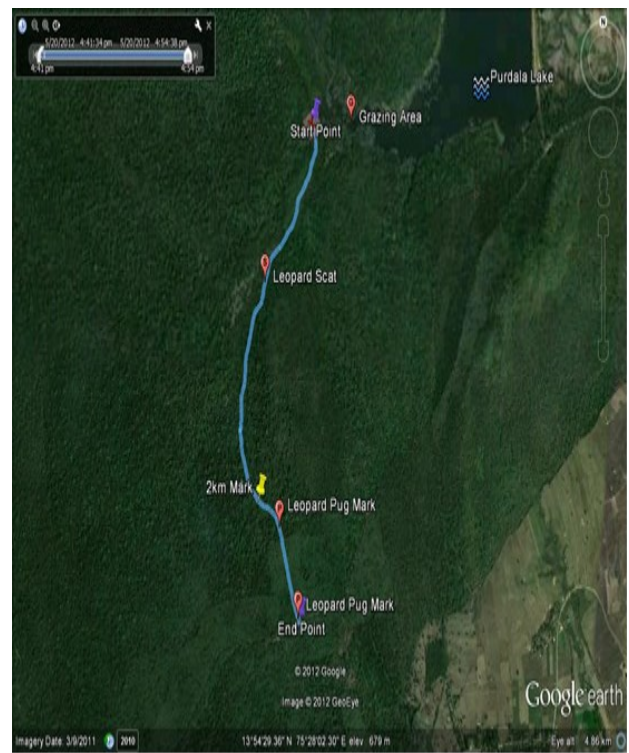 5/20/2012 4:41:34 pm 5/20/2012 4:54:38 pm
4:41 pm 4:54 pm
N
Purdala Lake
Grazing Area
Start Point
Leopard Scat
2km Mark
Leopard Pug Mark
Leopard Pug Mark
End Point
© 2012 Google
Image © 2012 GeoEye
Google earth
Imagery Date: 3/9/2011 2010 13°54'29.36" N 75°28'02.30" E elev 679 m Eye alt 4.86 km